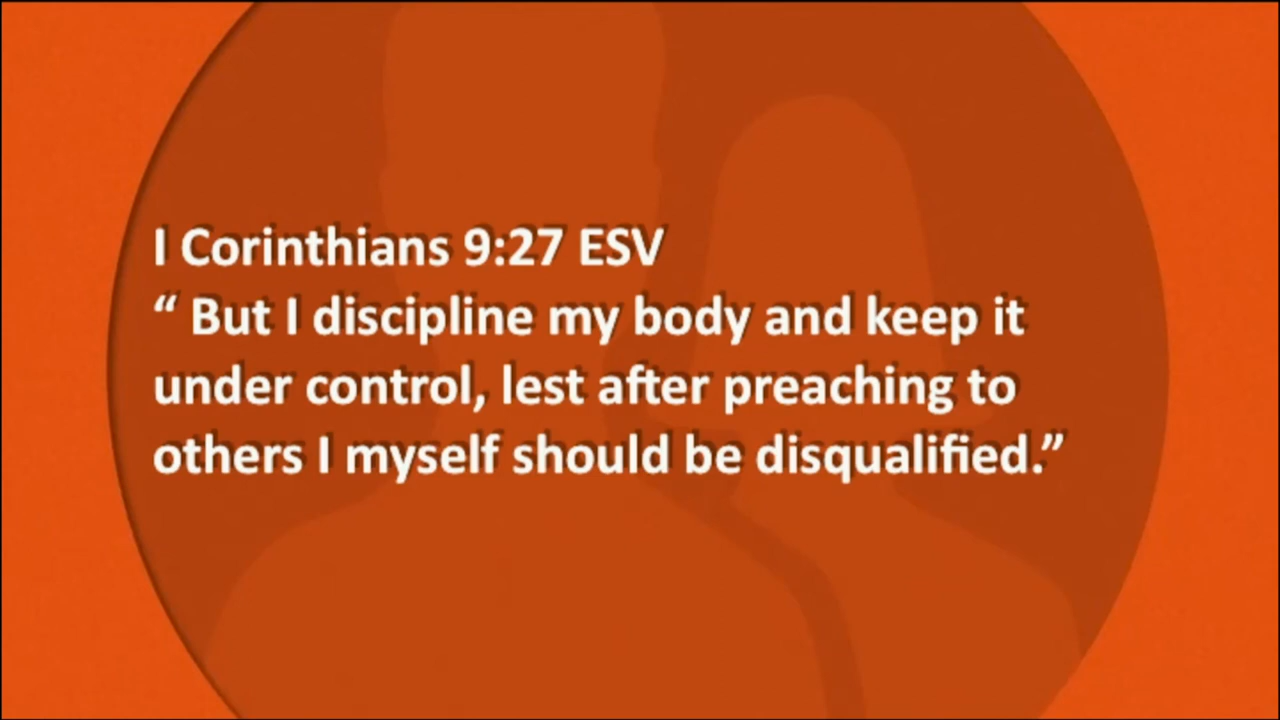 I Corinthians 9:27 ESV
“ But I discipline my body and keep it
under control, lest after preaching to
others I myself should be disqualified.”